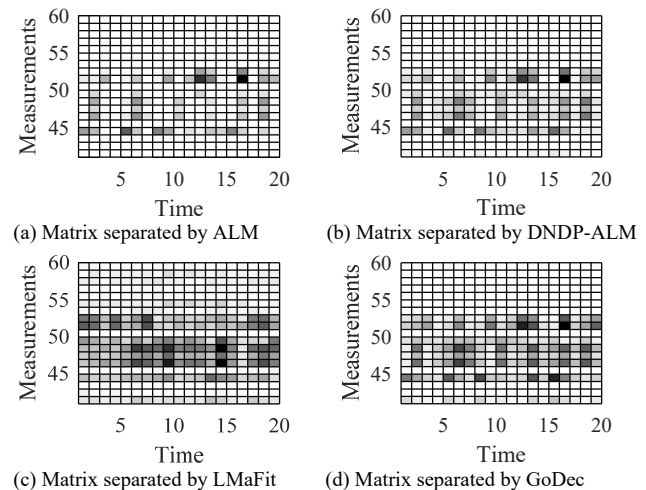 60 60
55 55
50 50
45 45
Measurements Measurements
5 10 15 20 5 10 15 20
Time Time
(a) Matrix separated by ALM (b) Matrix separated by DNDP-ALM
60 60
55 55
50 50
45 45
Measurements Measurements
5 10 15 20 5 10 15 20
Time Time
(c) Matrix separated by LMaFit (d) Matrix separated by GoDec